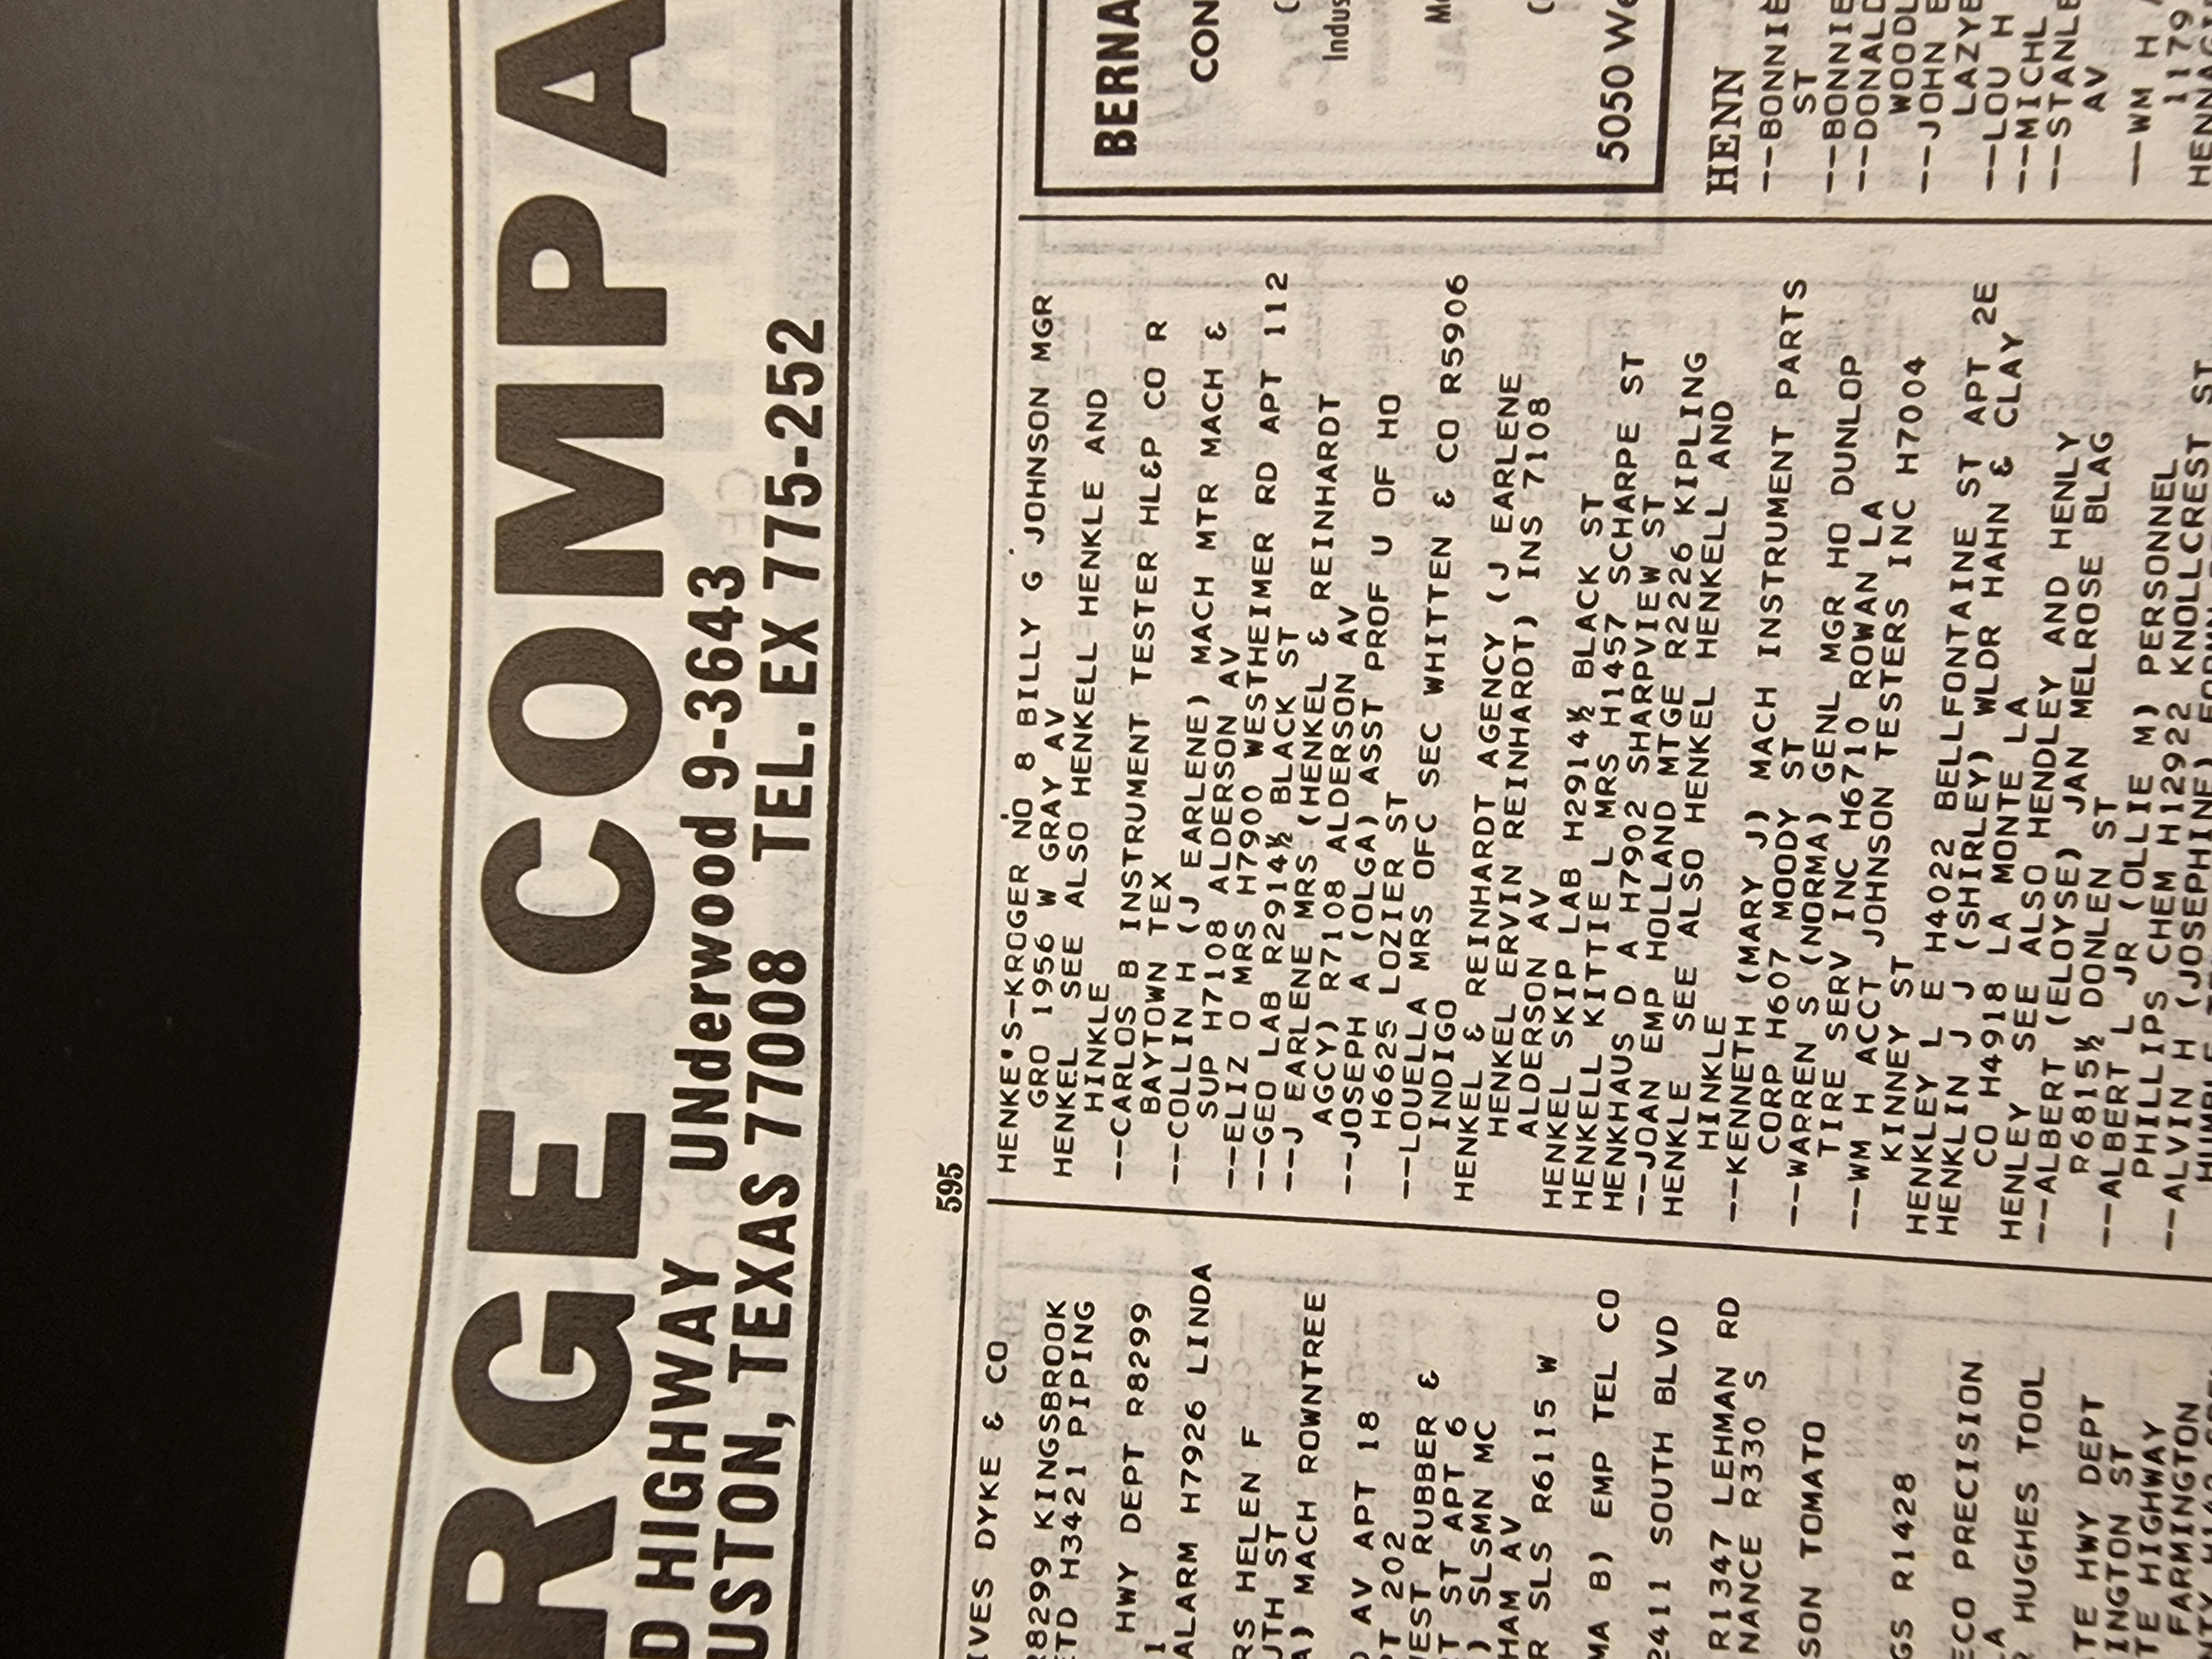 RGE COMPA
D HIGHWAY UNderwood 9-3643
USTON, TEXAS 77008 TEL. EX 775-252
595
IVES DYKE & CO
R8299 KINGSBROOK
ETD H3421 PIPING
HWY DEPT R8299
ALARM H7926 LINDA
RS HELEN F
UTH ST
A) MACH ROWNTREE
AV APT 18
PT 202
WEST RUBBER &
T ST APT 6
) SLSMN MC
HAM AV
R SLS R6115 W
MA B) EMP TEL CO
2411 SOUTH BLVD
R1347 LEHMAN RD
NANCE R330 S
SON TOMATO
GS R1428
ECO PRECISION
LA
R HUGHES TOOL
TE HWY DEPT
INGTON ST
TE HIGHWAY
FARMINGTON
HENKE'S-KROGER NO 8 BILLY G JOHNSON MGR
GRO 1956 W GRAY AV
HENKEL SEE ALSO HENKELL HENKLE AND
HINKLE
--CARLOS B INSTRUMENT TESTER HL&P CO R
BAYTOWN TEX
--COLLIN H (J EARLENE) MACH MTR MACH &
SUP H7108 ALDERSON AV
--ELIZ O MRS H7900 WESTHEIMER RD APT 112
--GEO LAB R2914½ BLACK ST
--J EARLENE MRS (HENKEL & REINHARDT
AGCY) R7108 ALDERSON AV
--JOSEPH A (OLGA) ASST PROF U OF HO
H6625 LOZIER ST
--LOUELLA MRS OFC SEC WHITTEN & CO R5906
INDIGO
HENKEL & REINHARDT AGENCY (J EARLENE
HENKEL ERVIN REINHARDT) INS 7108
ALDERSON AV
HENKEL SKIP LAB H2914½ BLACK ST
HENKELL KITTIE L MRS H1457 SCHARPE ST
HENKHAUS D A H7902 SHARPVIEW ST
--JOAN EMP HOLLAND MTGE R2226 KIPLING
HENKLE SEE ALSO HENKEL HENKELL AND
HINKLE
--KENNETH (MARY J) MACH INSTRUMENT PARTS
CORP H607 MOODY ST
--WARREN S (NORMA) GENL MGR HO DUNLOP
TIRE SERV INC H6710 ROWAN LA
--WM H ACCT JOHNSON TESTERS INC H7004
KINNEY ST
HENKLEY L E H4022 BELLFONTAINE ST APT 2E
HENKLIN J J (SHIRLEY) WLDR HAHN & CLAY
CO H4918 LA MONTE LA
HENLEY SEE ALSO HENDLEY AND HENLY
--ALBERT (ELOYSE) JAN MELROSE BLAG
R6815½ DONLEN ST
--ALBERT L JR (OLLIE M) PERSONNEL
PHILLIPS CHEM H12922 KNOLLCREST ST
--ALVIN H (JOSEPHINE)
BERNA
CON
Indus
5050 We
HENN
--BONNIE
ST
--BONNIE
--DONALD
WOODL
--JOHN E
LAZYB
--LOU H
--MICHL
--STANLE
AV
--WM H
1179